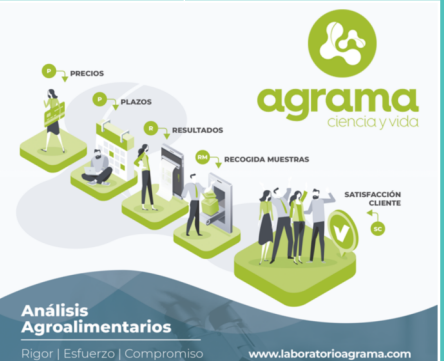 P
PRECIOS
P
PLAZOS
R
RESULTADOS
RM
RECOGIDA MUESTRAS
agrama
ciencia y vida
SATISFACCIÓN
CLIENTE
SC
Análisis
Agroalimentarios
Rigor | Esfuerzo | Compromiso
www.laboratorioagrama.com